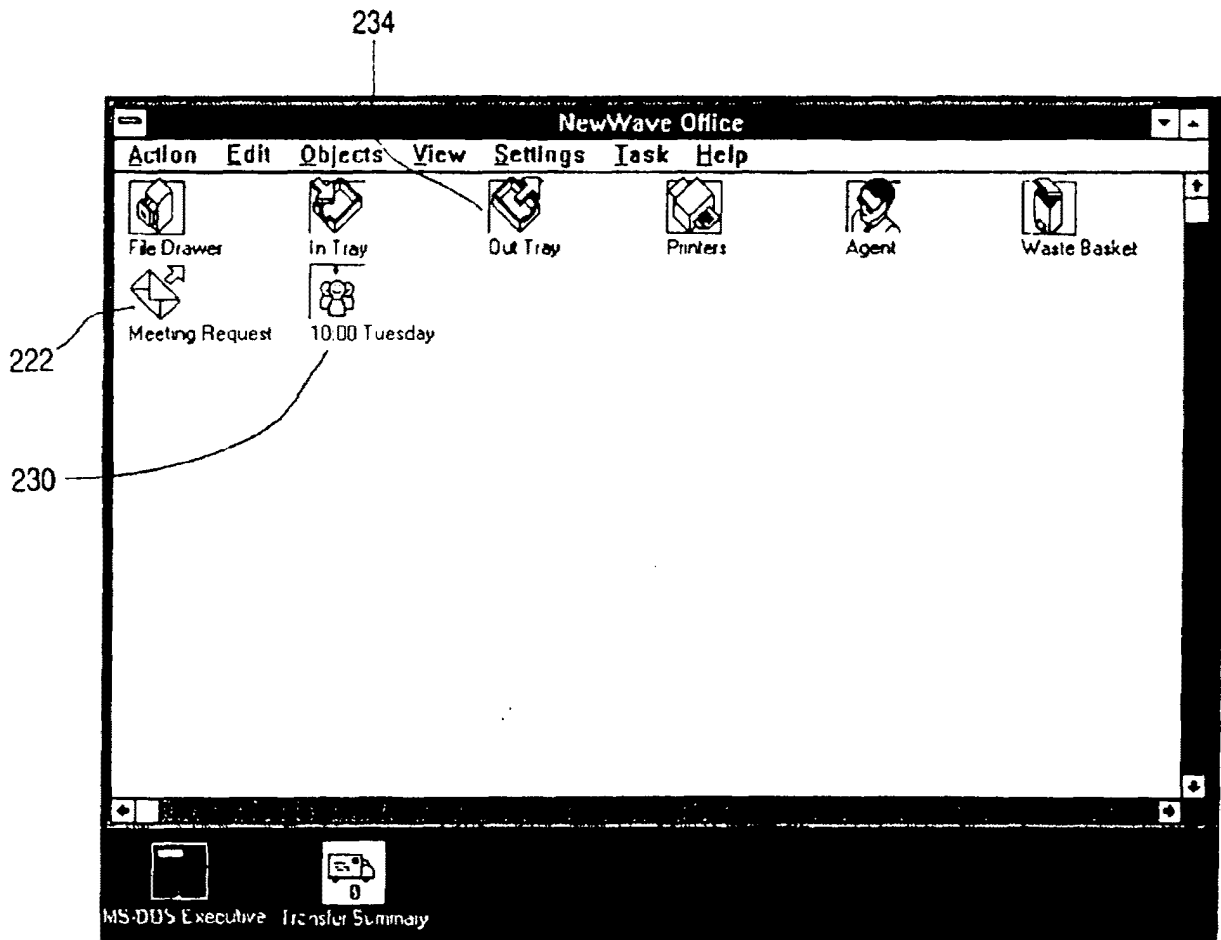 234
NewWave Office
Action Edit Objects View Settings Task Help
File Drawer In Tray Out Tray Printers Agent Waste Basket
Meeting Request 10:00 Tuesday
222
230
0
MS-DOS Executive Transfer Summary